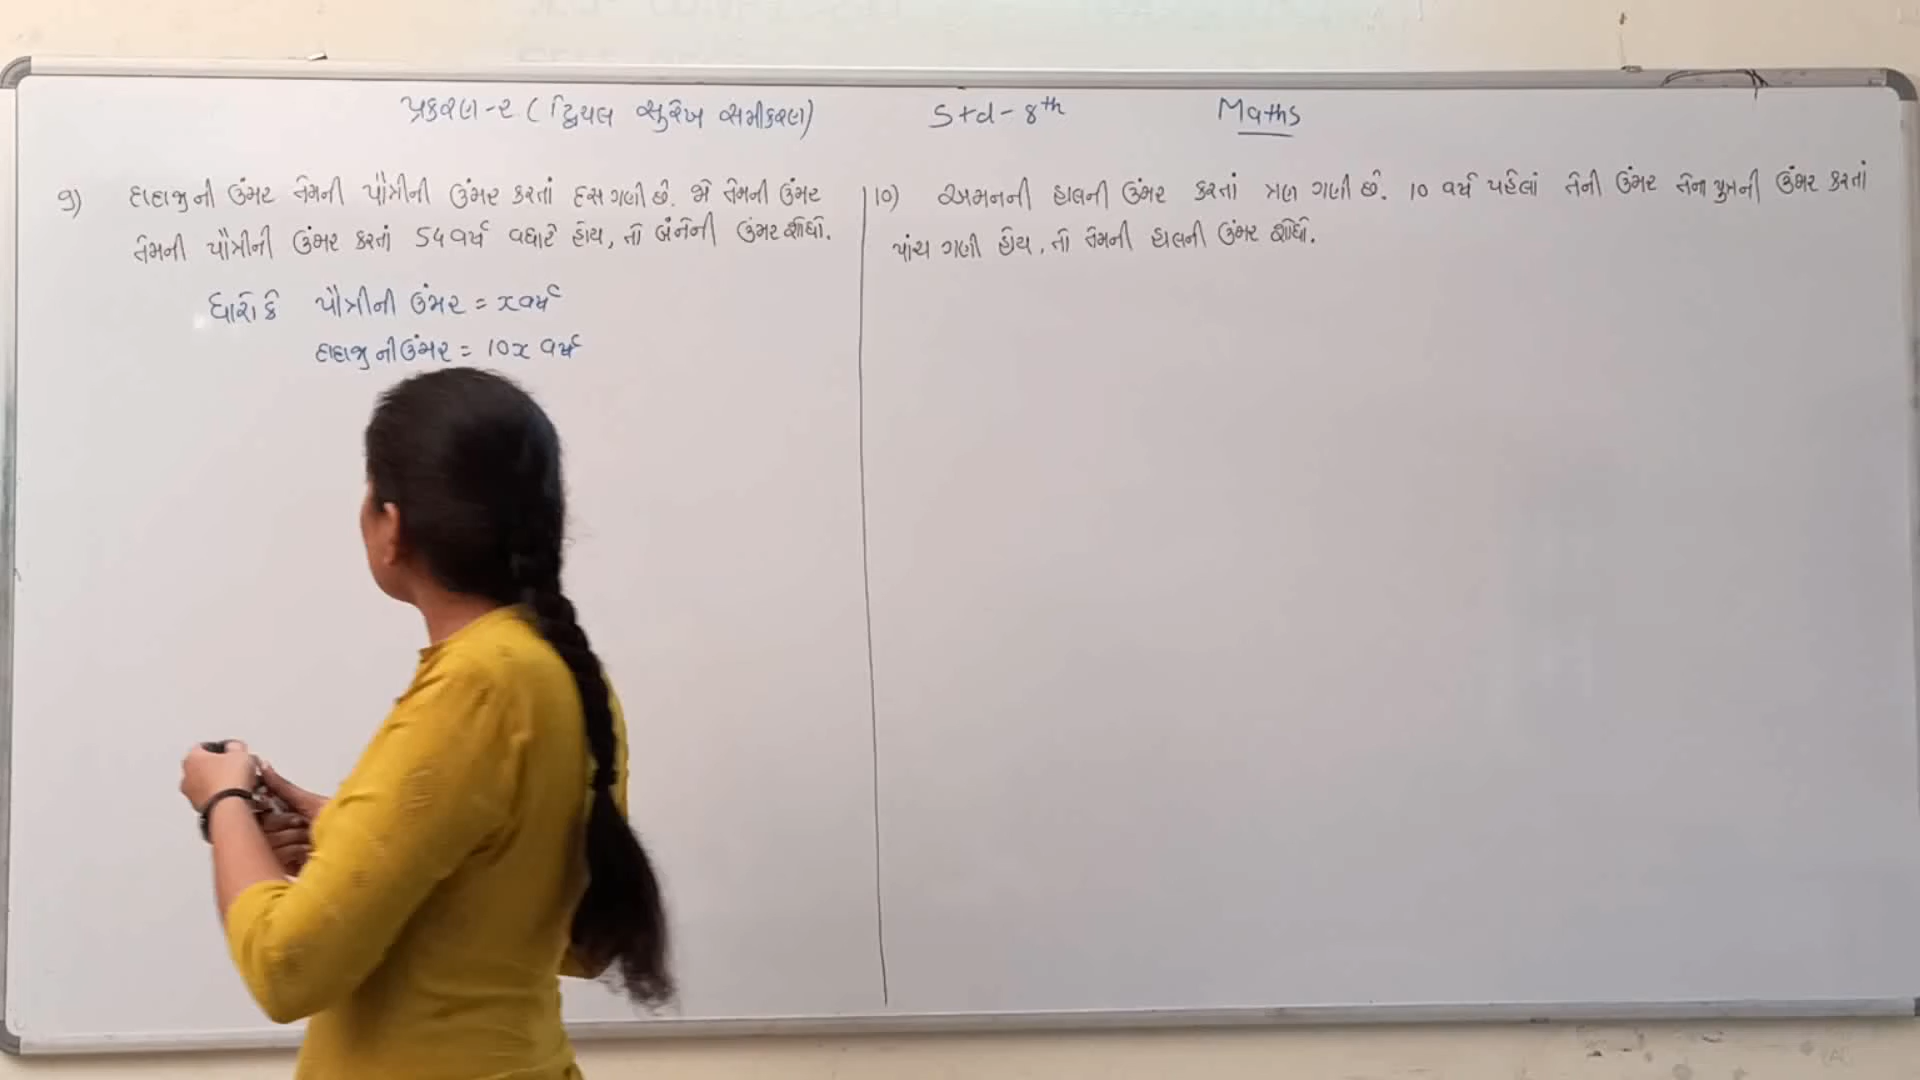 પ્રકરણ-૨ ( દ્વિચલ સુરેખ સમીકરણ) Std - 8th Maths
9) દાદાજીની ઉંમર તેમની પૌત્રીની ઉંમર કરતાં દસ ગણી છે. જો તેમની ઉંમર
તેમની પૌત્રીની ઉંમર કરતાં 54 વર્ષ વધારે હોય, તો બંનેની ઉંમર શોધો.
ધારો કે પૌત્રીની ઉંમર = x વર્ષ
દાદાજીની ઉંમર = 10x વર્ષ
10) અમનની હાલની ઉંમર કરતાં ત્રણ ગણી છે. 10 વર્ષ પહેલાં તેની ઉંમર તેના પુત્રની ઉંમર કરતાં
પાંચ ગણી હોય, તો તેમની હાલની ઉંમર શોધો.